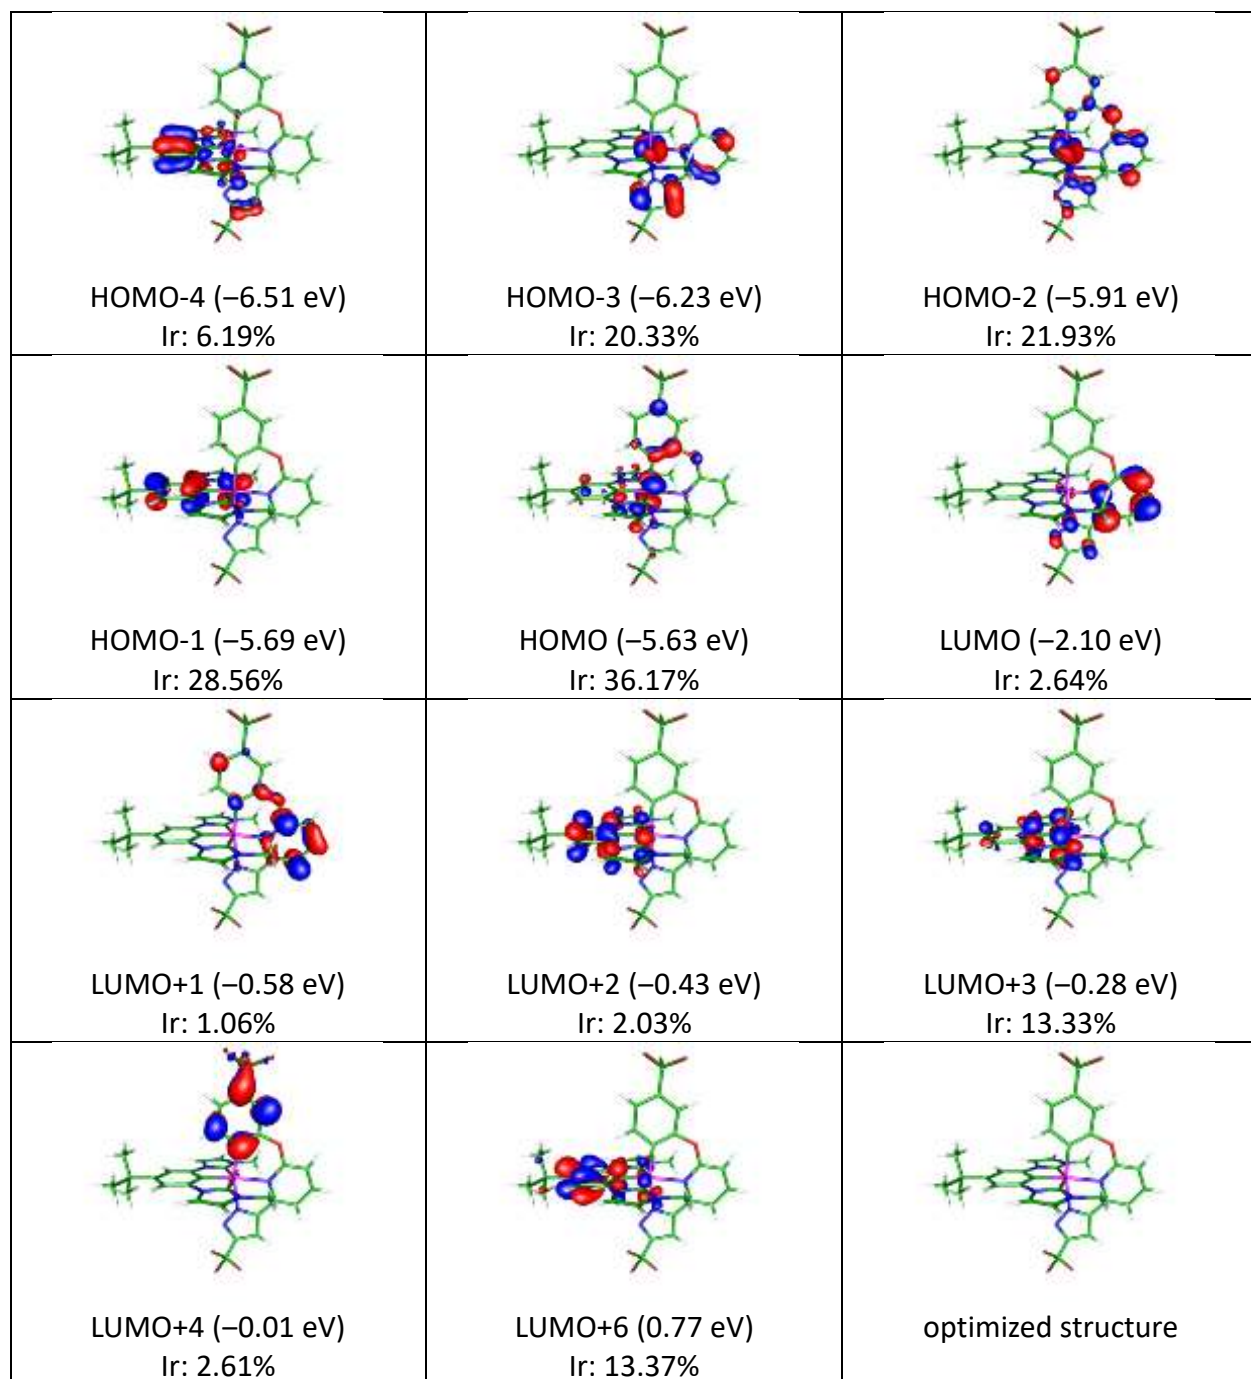 HOMO-4 (–6.51 eV)
Ir: 6.19%
HOMO-3 (–6.23 eV)
Ir: 20.33%
HOMO-2 (–5.91 eV)
Ir: 21.93%
HOMO-1 (–5.69 eV)
Ir: 28.56%
HOMO (–5.63 eV)
Ir: 36.17%
LUMO (–2.10 eV)
Ir: 2.64%
LUMO+1 (–0.58 eV)
Ir: 1.06%
LUMO+2 (–0.43 eV)
Ir: 2.03%
LUMO+3 (–0.28 eV)
Ir: 13.33%
LUMO+4 (–0.01 eV)
Ir: 2.61%
LUMO+6 (0.77 eV)
Ir: 13.37%
optimized structure